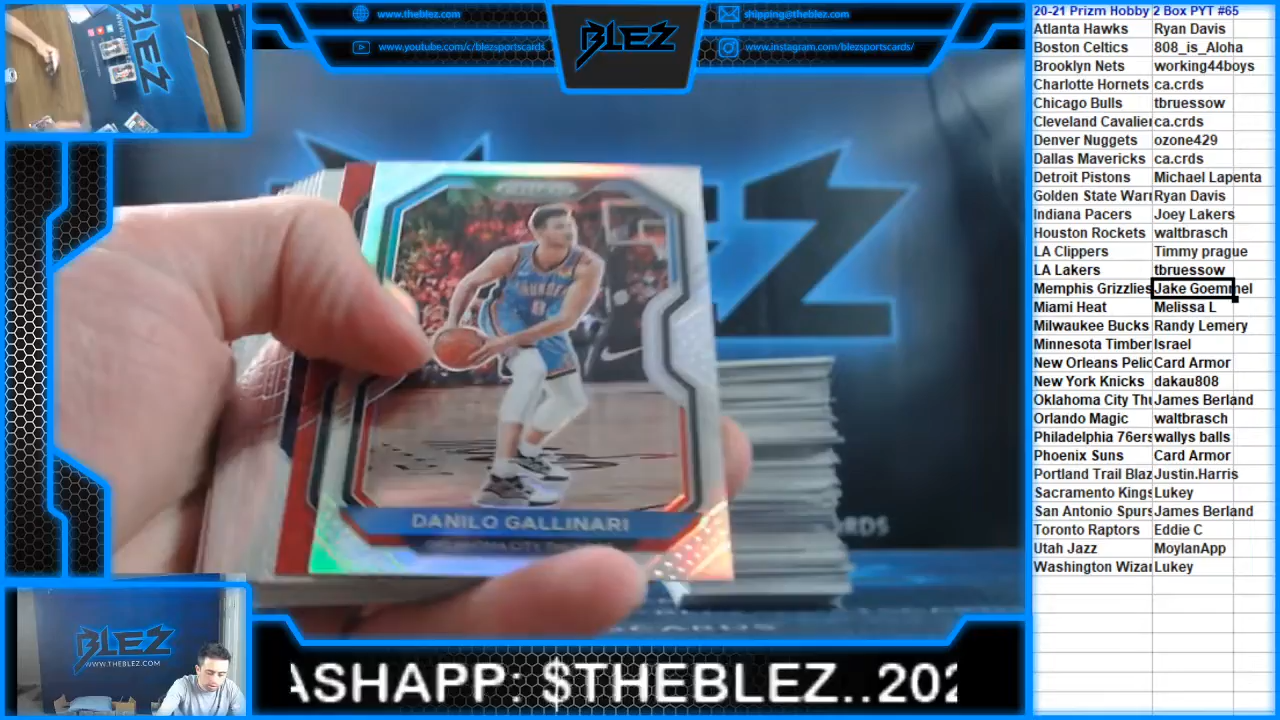 www.theblez.com
www.youtube.com/c/blezsportscards
BLEZ
shipping@theblez.com
www.instagram.com/blezsportscards/
20-21 Prizm Hobby 2 Box PYT #65
Atlanta Hawks Ryan Davis
Boston Celtics 808_is_Aloha
Brooklyn Nets working44boys
Charlotte Hornets ca.crds
Chicago Bulls tbruessow
Cleveland Cavalier ca.crds
Denver Nuggets ozone429
Dallas Mavericks ca.crds
Detroit Pistons Michael Lapenta
Golden State Warr Ryan Davis
Indiana Pacers Joey Lakers
Houston Rockets waltbrasch
LA Clippers Timmy prague
LA Lakers tbruessow
Memphis Grizzlies Jake Goemmel
Miami Heat Melissa L
Milwaukee Bucks Randy Lemery
Minnesota Timber Israel
New Orleans Pelic Card Armor
New York Knicks dakau808
Oklahoma City Thu James Berland
Orlando Magic waltbrasch
Philadelphia 76ers wallys balls
Phoenix Suns Card Armor
Portland Trail Blaz Justin.Harris
Sacramento Kings Lukey
San Antonio Spurs James Berland
Toronto Raptors Eddie C
Utah Jazz MoylanApp
Washington Wizar Lukey
BLEZ
THUNDER
8
DANILO GALLINARI
BLEZ
WWW.THEBLEZ.COM
ASHAPP: $THEBLEZ..202